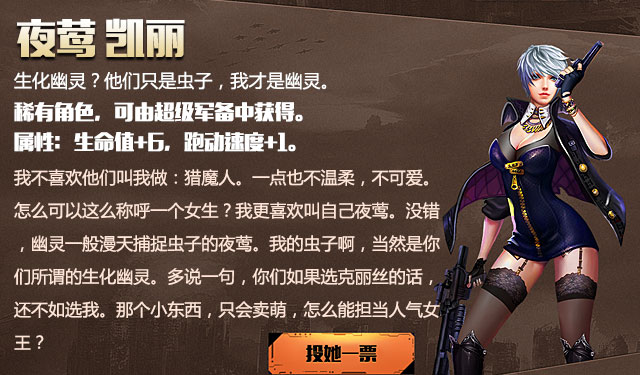 夜莺 凯丽
生化幽灵？他们只是虫子，我才是幽灵。
稀有角色，可由超级军备中获得。
属性：生命值+6，跑动速度+1。
我不喜欢他们叫我做：猎魔人。一点也不温柔，不可爱。
怎么可以这么称呼一个女生？我更喜欢叫自己夜莺。没错
，幽灵一般漫天捕捉虫子的夜莺。我的虫子啊，当然是你
们所谓的生化幽灵。多说一句，你们如果选克丽丝的话，
还不如选我。那个小东西，只会卖萌，怎么能担当人气女
王？
投她一票